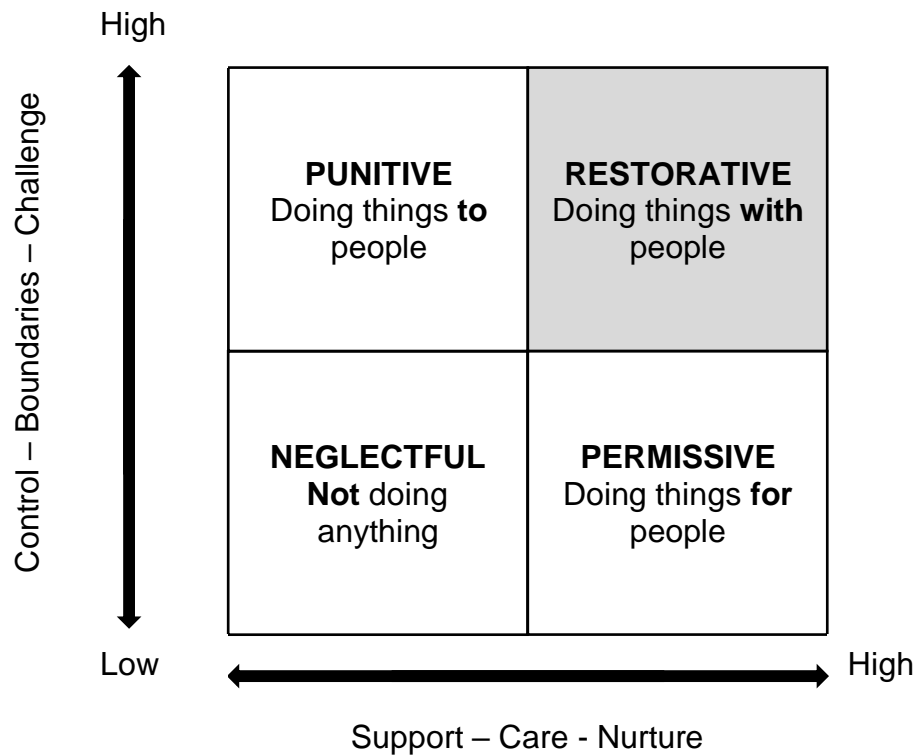 High
Control – Boundaries – Challenge
PUNITIVE
Doing things to
people
RESTORATIVE
Doing things with
people
NEGLECTFUL
Not doing
anything
PERMISSIVE
Doing things for
people
Low
High
Support – Care - Nurture